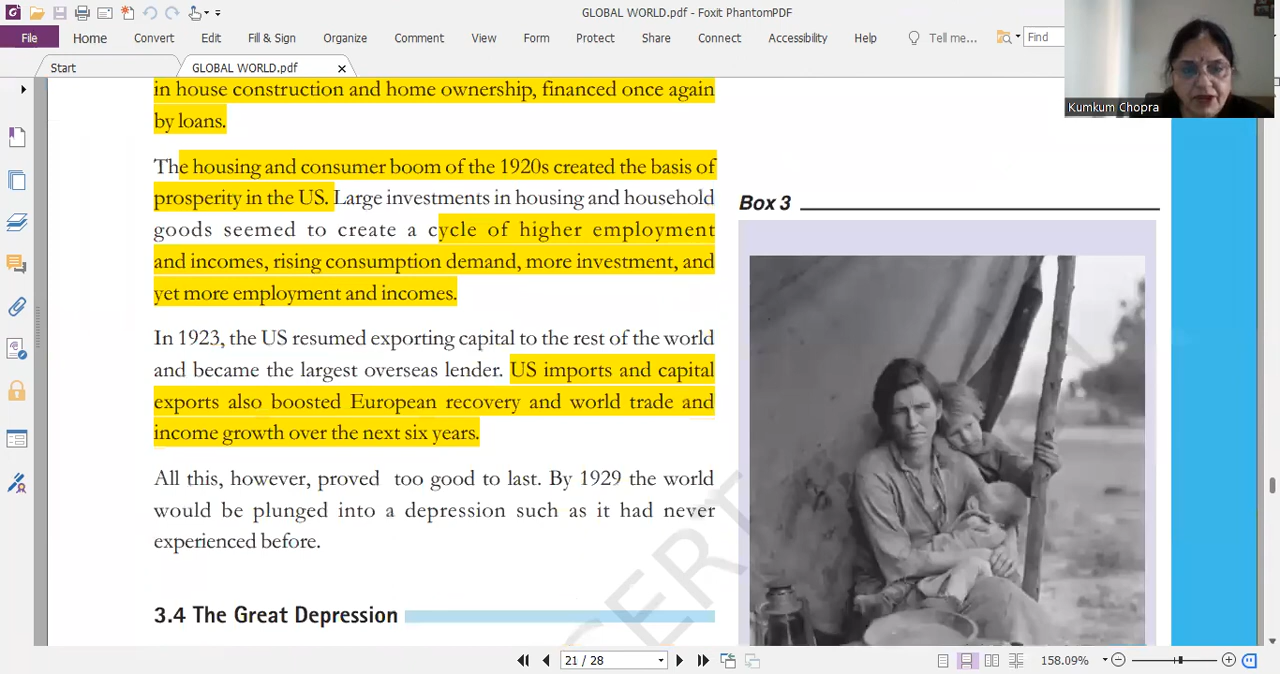 GLOBAL WORLD.pdf - Foxit PhantomPDF
File Home Convert Edit Fill & Sign Organize Comment View Form Protect Share Connect Accessibility Help Tell me... Find
Start GLOBAL WORLD.pdf
Kumkum Chopra
in house construction and home ownership, financed once again
by loans.
The housing and consumer boom of the 1920s created the basis of
prosperity in the US. Large investments in housing and household
goods seemed to create a cycle of higher employment
and incomes, rising consumption demand, more investment, and
yet more employment and incomes.
In 1923, the US resumed exporting capital to the rest of the world
and became the largest overseas lender. US imports and capital
exports also boosted European recovery and world trade and
income growth over the next six years.
All this, however, proved too good to last. By 1929 the world
would be plunged into a depression such as it had never
experienced before.
3.4 The Great Depression
Box 3
CERT
21 / 28
158.09%